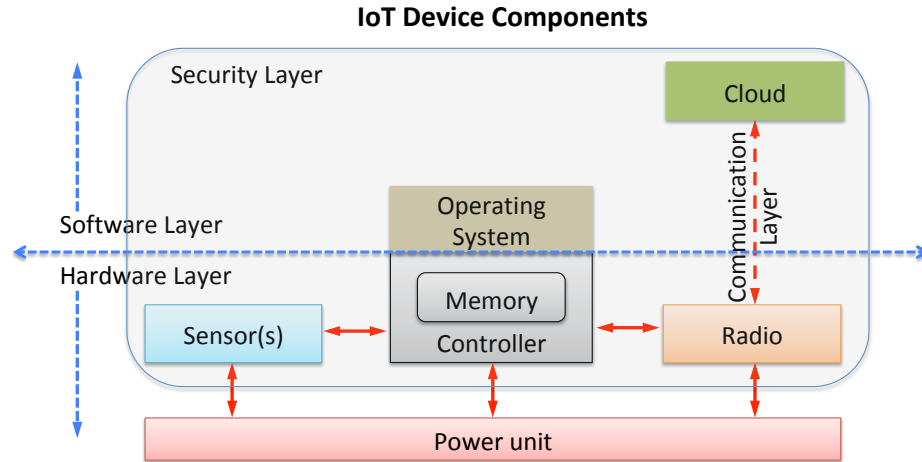 IoT Device Components
Security Layer
Cloud
Communication
Layer
Operating
System
Software Layer
Hardware Layer
Memory
Controller
Sensor(s)
Radio
Power unit